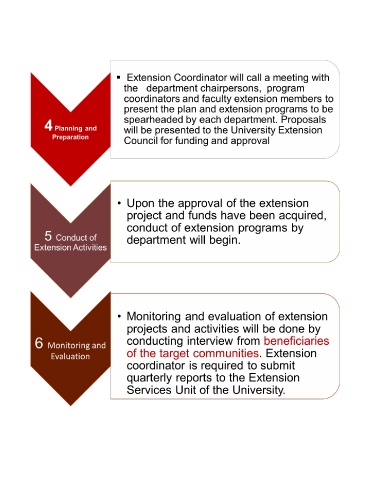 ▪ Extension Coordinator will call a meeting with
the department chairpersons, program
coordinators and faculty extension members to
present the plan and extension programs to be
spearheaded by each department. Proposals
will be presented to the University Extension
Council for funding and approval
4 Planning and
Preparation
• Upon the approval of the extension
project and funds have been acquired,
conduct of extension programs by
department will begin.
5 Conduct of
Extension Activities
• Monitoring and evaluation of extension
projects and activities will be done by
conducting interview from beneficiaries
of the target communities. Extension
coordinator is required to submit
quarterly reports to the Extension
Services Unit of the University.
6 Monitoring and
Evaluation